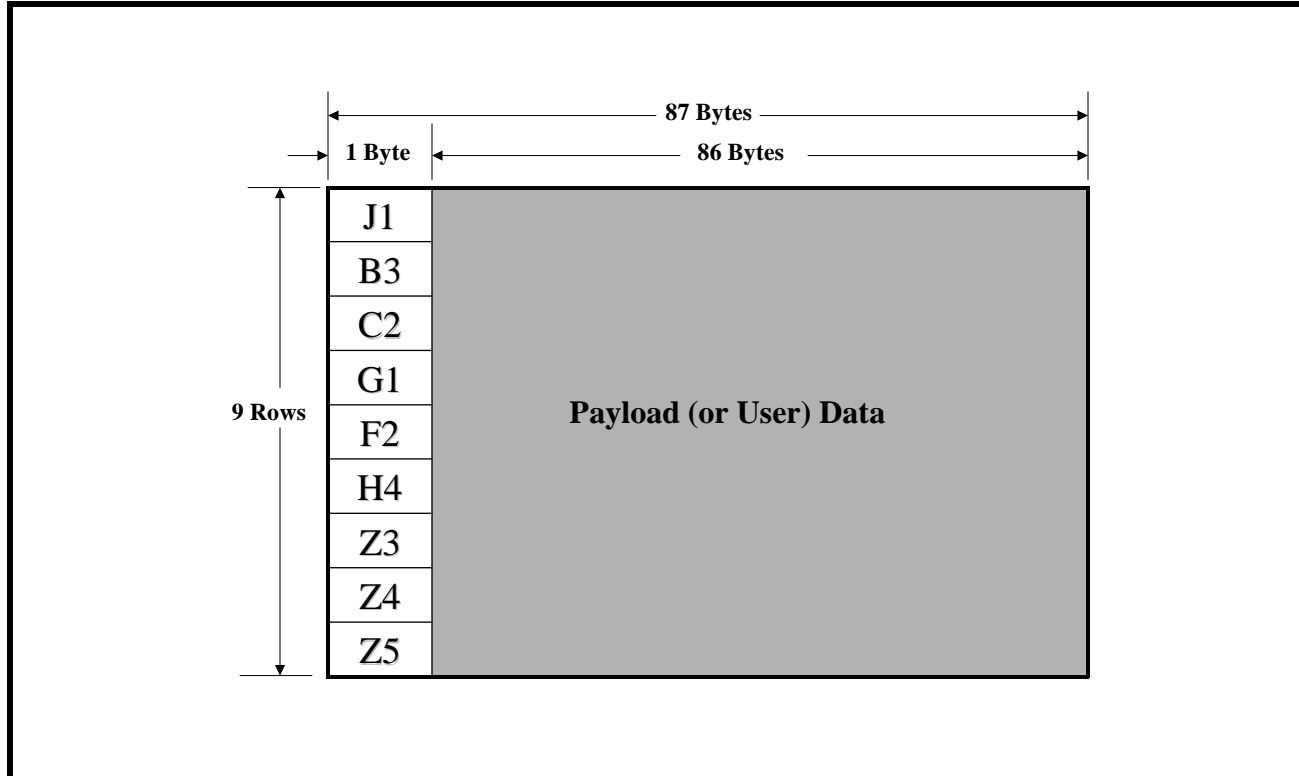 87 Bytes
1 Byte
86 Bytes
J1
B3
C2
G1
F2
H4
Z3
Z4
Z5
9 Rows
Payload (or User) Data